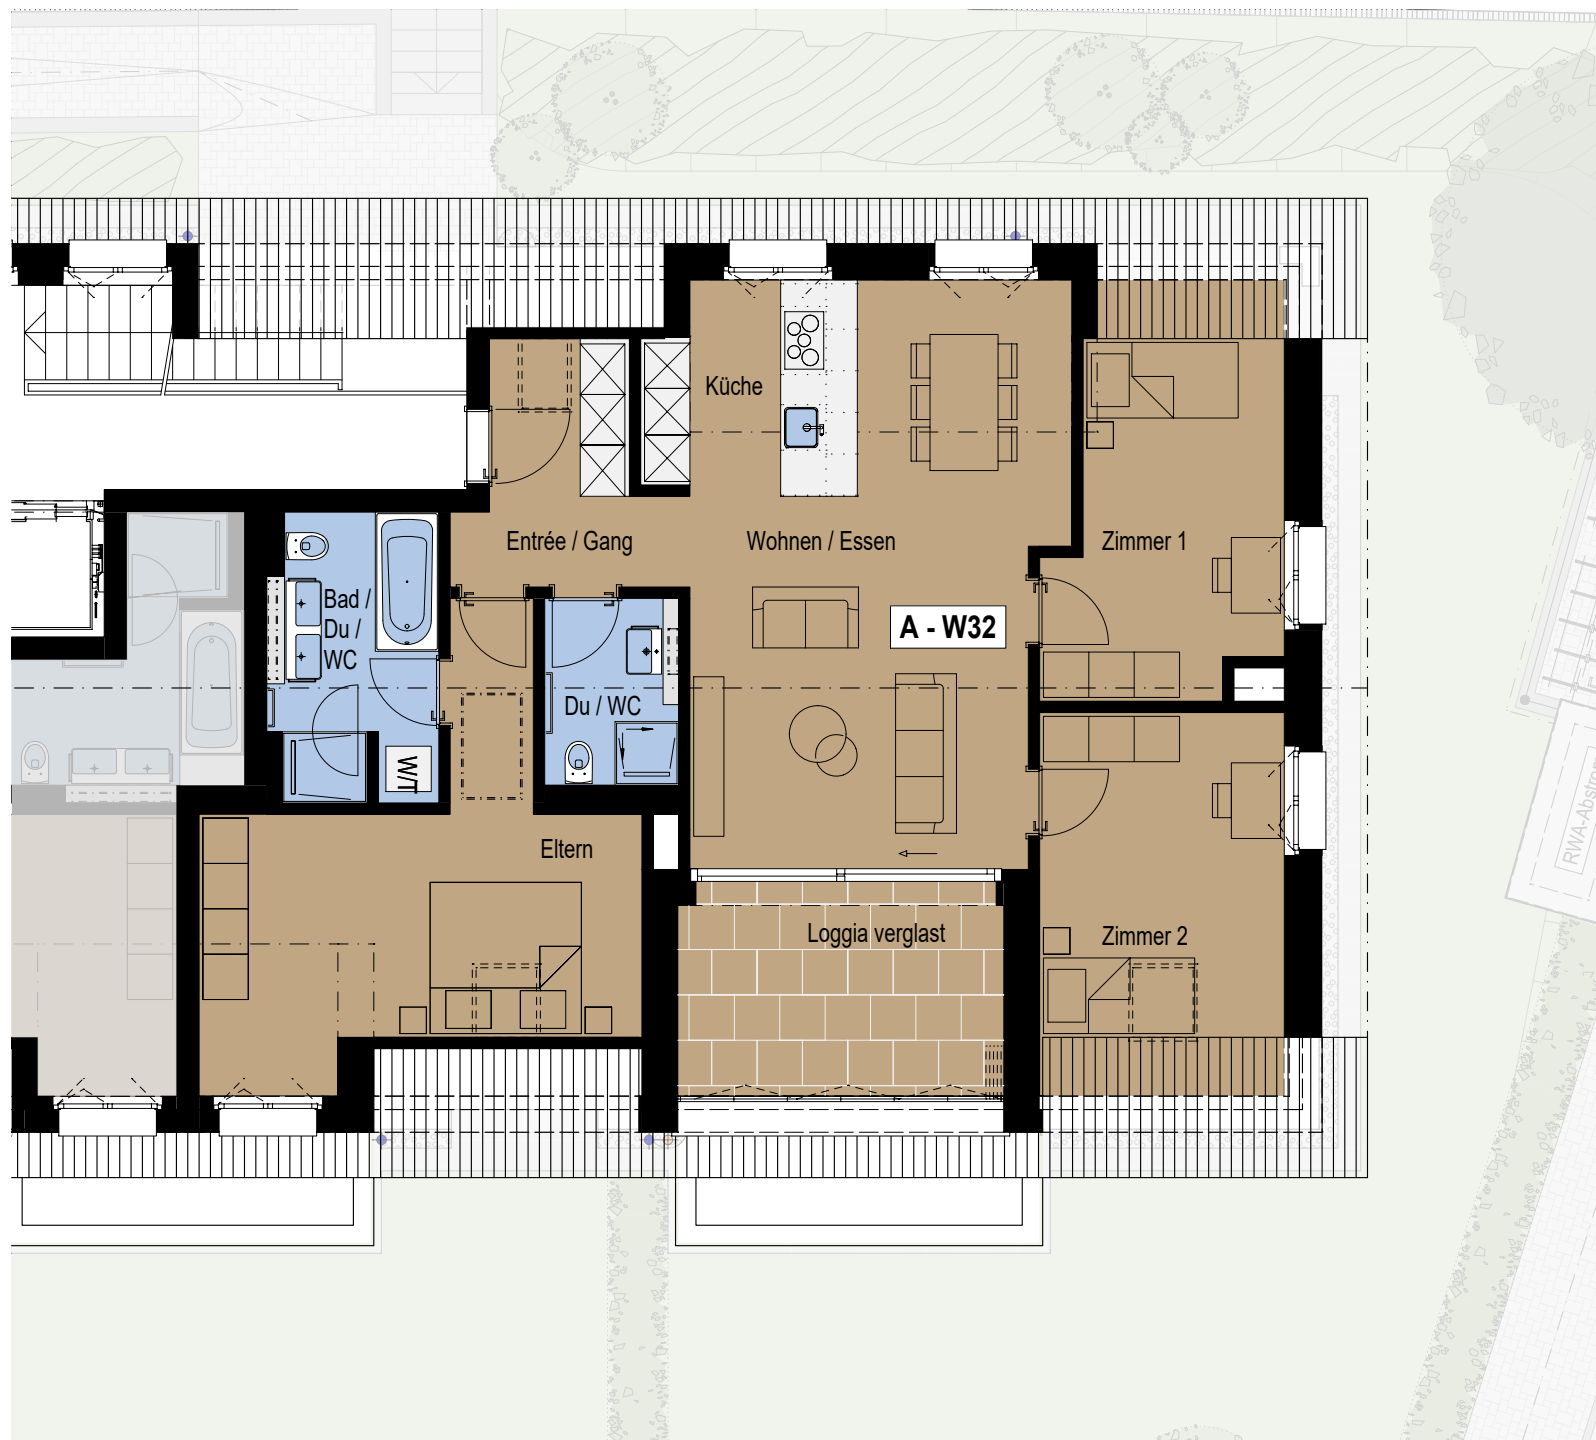 Küche
Entrée / Gang
Wohnen / Essen
Zimmer 1
Bad /
Du /
WC
A - W32
Du / WC
W/T
Eltern
Loggia verglast
Zimmer 2